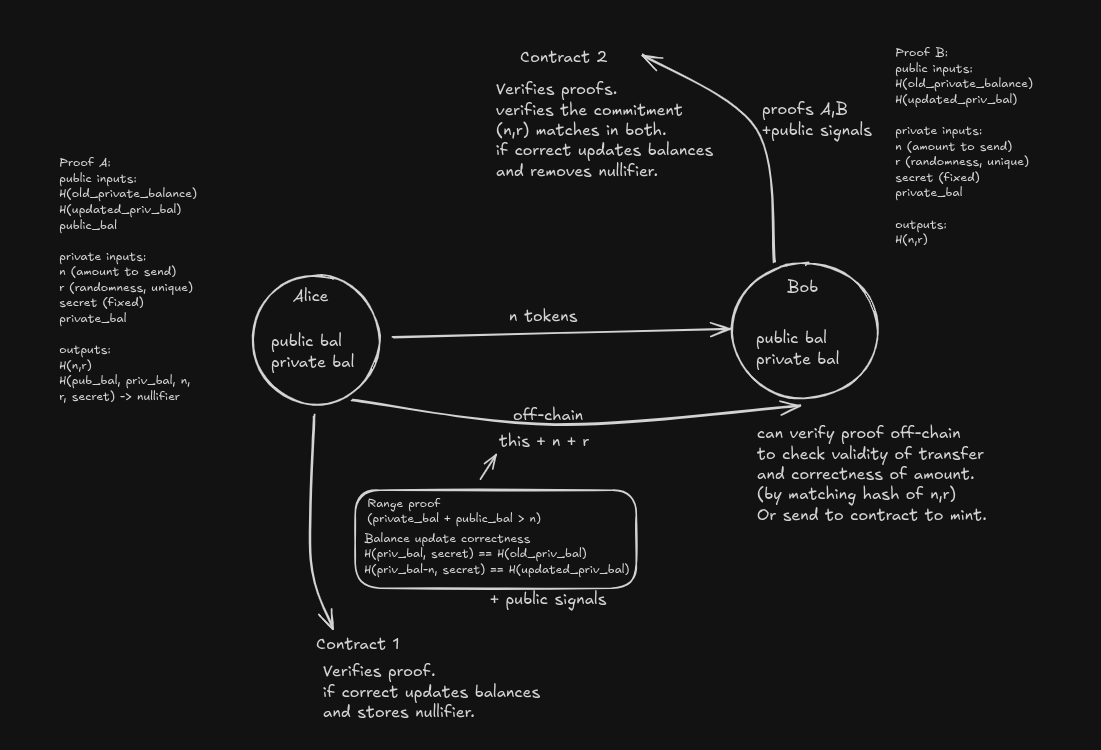 Contract 2
Verifies proofs.
verifies the commitment
(n,r) matches in both.
if correct updates balances
and removes nullifier.
proofs A,B
+public signals
Proof B:
public inputs:
H(old_private_balance)
H(updated_priv_bal)
private inputs:
n (amount to send)
r (randomness, unique)
secret (fixed)
private_bal
outputs:
H(n,r)
Proof A:
public inputs:
H(old_private_balance)
H(updated_priv_bal)
public_bal
private inputs:
n (amount to send)
r (randomness, unique)
secret (fixed)
private_bal
outputs:
H(n,r)
H(pub_bal, priv_bal, n,
r, secret) -> nullifier
Alice
public bal
private bal
n tokens
Bob
public bal
private bal
off-chain
this + n + r
can verify proof off-chain
to check validity of transfer
and correctness of amount.
(by matching hash of n,r)
Or send to contract to mint.
Range proof
(private_bal + public_bal > n)
Balance update correctness
H(priv_bal, secret) == H(old_priv_bal)
H(priv_bal-n, secret) == H(updated_priv_bal)
+ public signals
Contract 1
Verifies proof.
if correct updates balances
and stores nullifier.